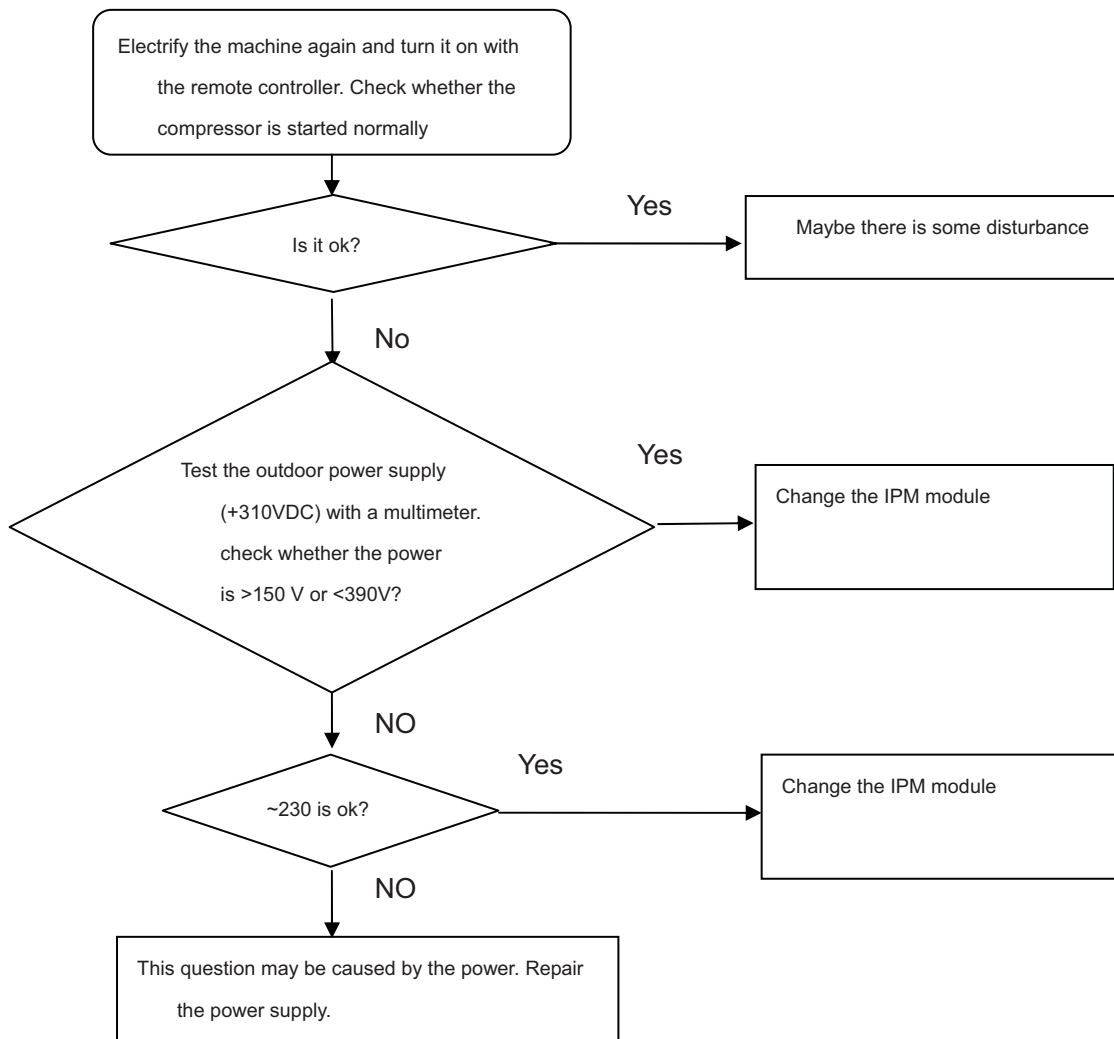 Electrify the machine again and turn it on with
the remote controller. Check whether the
compressor is started normally
Is it ok?
Yes
Maybe there is some disturbance
No
Test the outdoor power supply
(+310VDC) with a multimeter.
check whether the power
is >150 V or <390V?
Yes
Change the IPM module
NO
~230 is ok?
Yes
Change the IPM module
NO
This question may be caused by the power. Repair
the power supply.